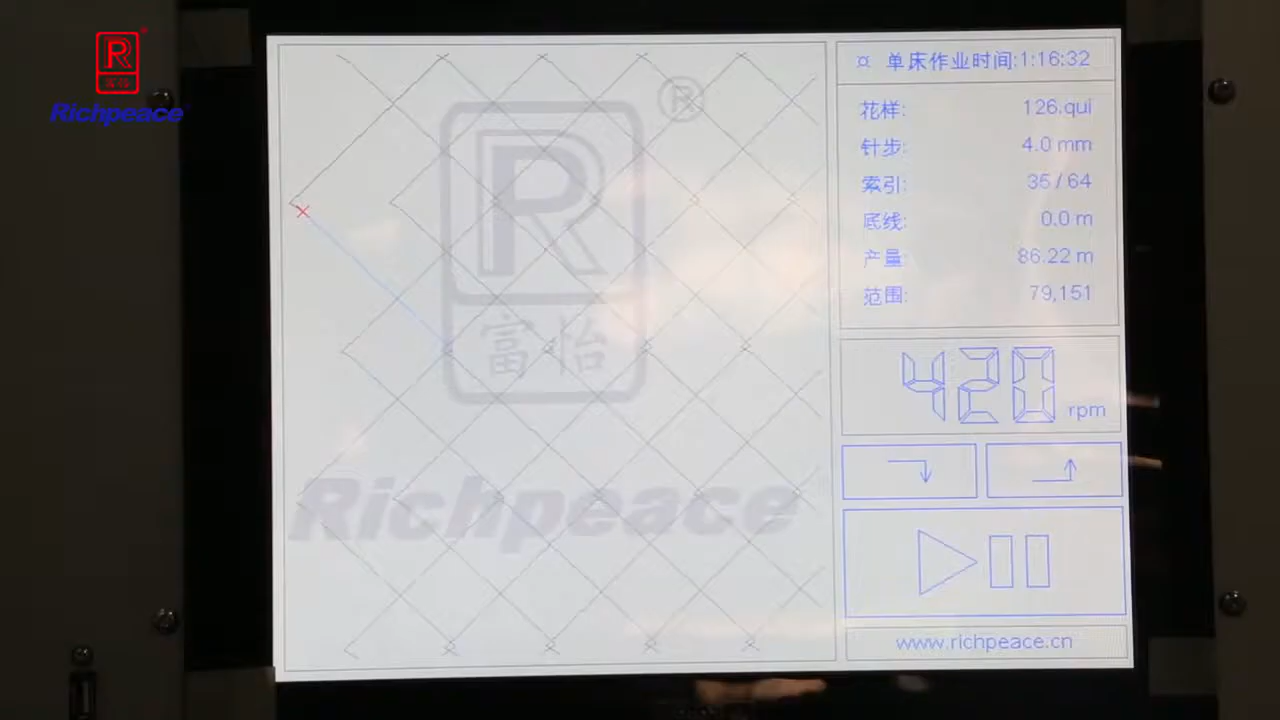 R
富怡
Richpeace
®
R
富怡
Richpeace
单床作业时间:1:16:32
花样: 126.qui
针步: 4.0 mm
索引: 35 / 64
底线: 0.0 m
产量: 86.22 m
范围: 79,151
420 rpm
www.richpeace.cn